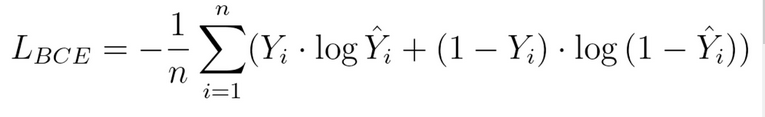 L_{BCE} = -\frac{1}{n} \sum_{i=1}^{n} (Y_i \cdot \log \hat{Y}_i + (1 - Y_i) \cdot \log (1 - \hat{Y}_i))